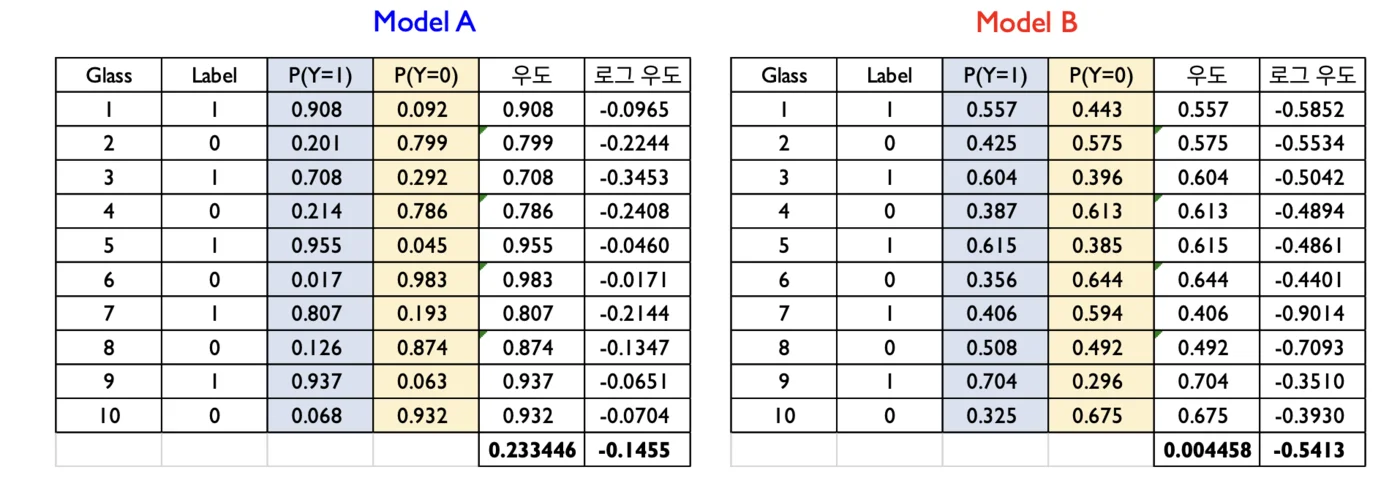 Model A
Glass Label P(Y=1) P(Y=0) 우도 로그 우도
1 1 0.908 0.092 0.908 -0.0965
2 0 0.201 0.799 0.799 -0.2244
3 1 0.708 0.292 0.708 -0.3453
4 0 0.214 0.786 0.786 -0.2408
5 1 0.955 0.045 0.955 -0.0460
6 0 0.017 0.983 0.983 -0.0171
7 1 0.807 0.193 0.807 -0.2144
8 0 0.126 0.874 0.874 -0.1347
9 1 0.937 0.063 0.937 -0.0651
10 0 0.068 0.932 0.932 -0.0704
0.233446 -0.1455
Model B
Glass Label P(Y=1) P(Y=0) 우도 로그 우도
1 1 0.557 0.443 0.557 -0.5852
2 0 0.425 0.575 0.575 -0.5534
3 1 0.604 0.396 0.604 -0.5042
4 0 0.387 0.613 0.613 -0.4894
5 1 0.615 0.385 0.615 -0.4861
6 0 0.356 0.644 0.644 -0.4401
7 1 0.406 0.594 0.406 -0.9014
8 0 0.508 0.492 0.492 -0.7093
9 1 0.704 0.296 0.704 -0.3510
10 0 0.325 0.675 0.675 -0.3930
0.004458 -0.5413